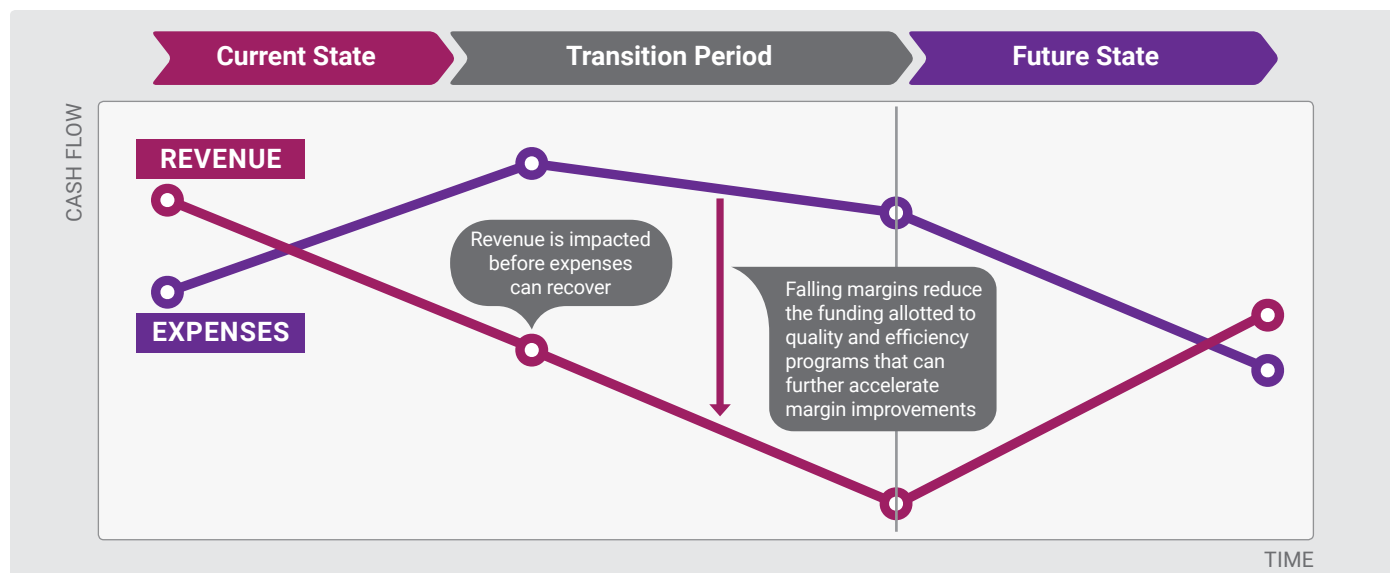 Current State
Transition Period
Future State
CASH FLOW
REVENUE
EXPENSES
Revenue is impacted
before expenses
can recover
Falling margins reduce
the funding allotted to
quality and efficiency
programs that can
further accelerate
margin improvements
TIME